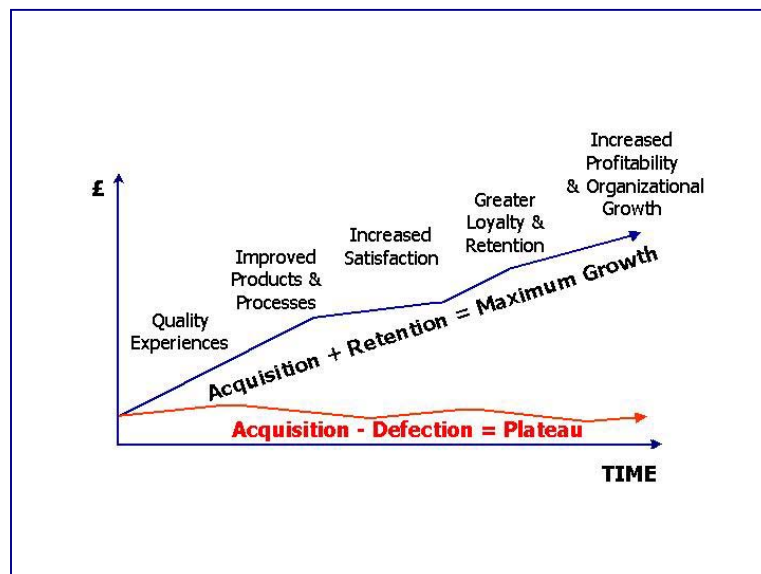 Increased
Profitability
& Organizational
Growth
£
Greater
Loyalty &
Retention
Increased
Satisfaction
Improved
Products &
Processes
Quality
Experiences
Acquisition + Retention = Maximum Growth
Acquisition - Defection = Plateau
TIME